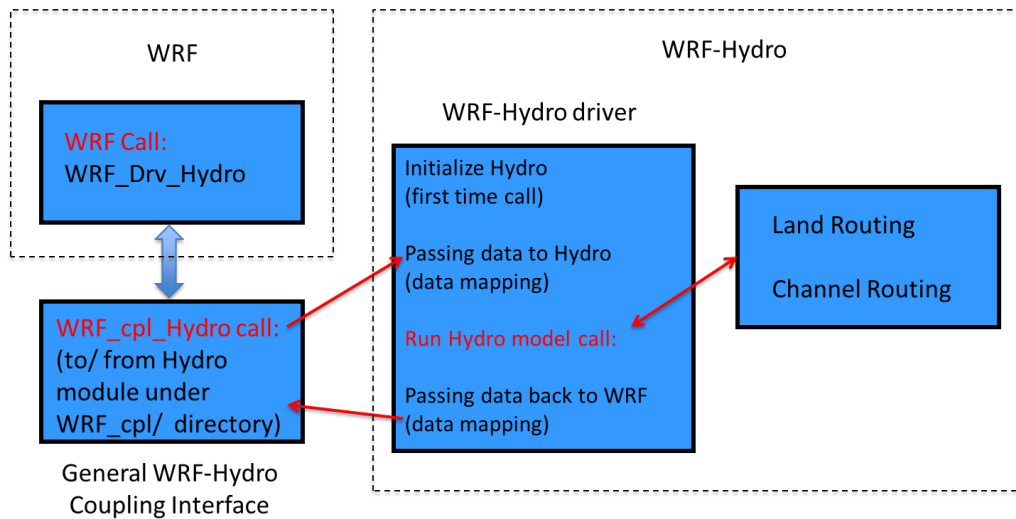 WRF
WRF Call:
WRF_Drv_Hydro
WRF_cpl_Hydro call:
(to/ from Hydro
module under
WRF_cpl/ directory)
General WRF-Hydro
Coupling Interface
WRF-Hydro
WRF-Hydro driver
Initialize Hydro
(first time call)
Passing data to Hydro
(data mapping)
Run Hydro model call:
Passing data back to WRF
(data mapping)
Land Routing
Channel Routing